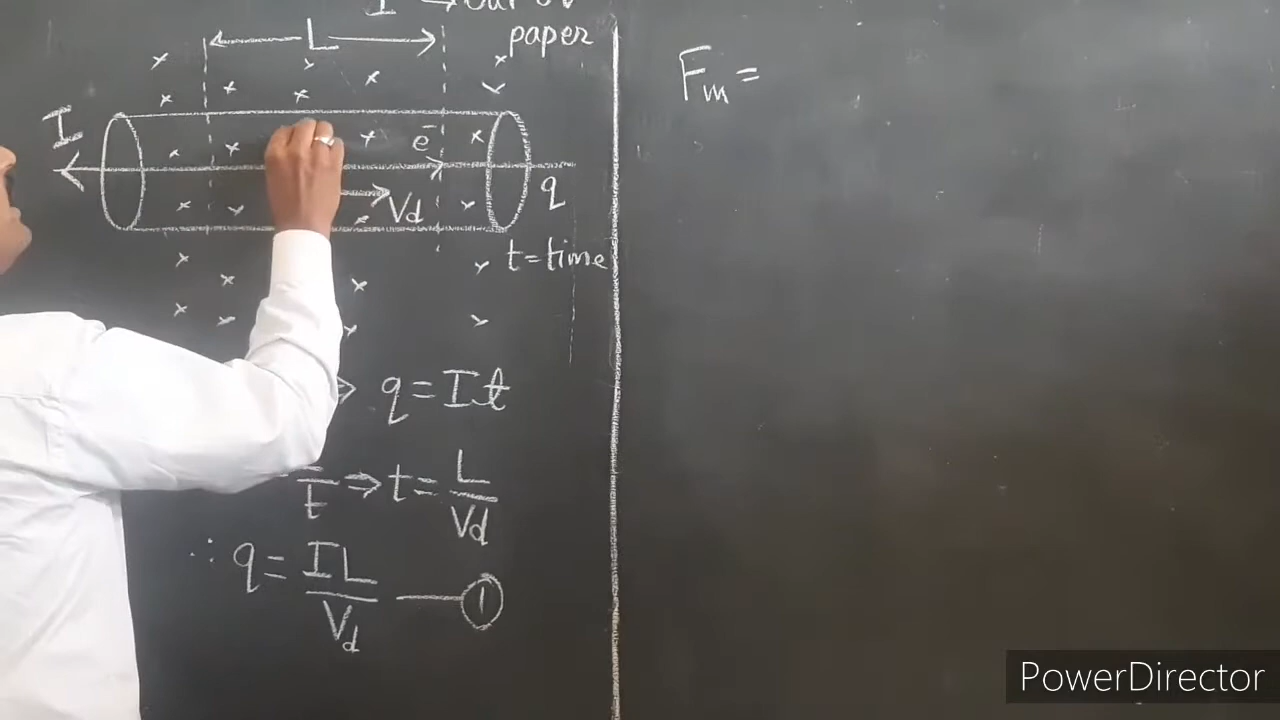 L
paper
I
e⁻
q
Vd
t = time
⇒ q = It
t ⇒ t = L/Vd
∴ q = IL/Vd —— ①
Fm =
PowerDirector